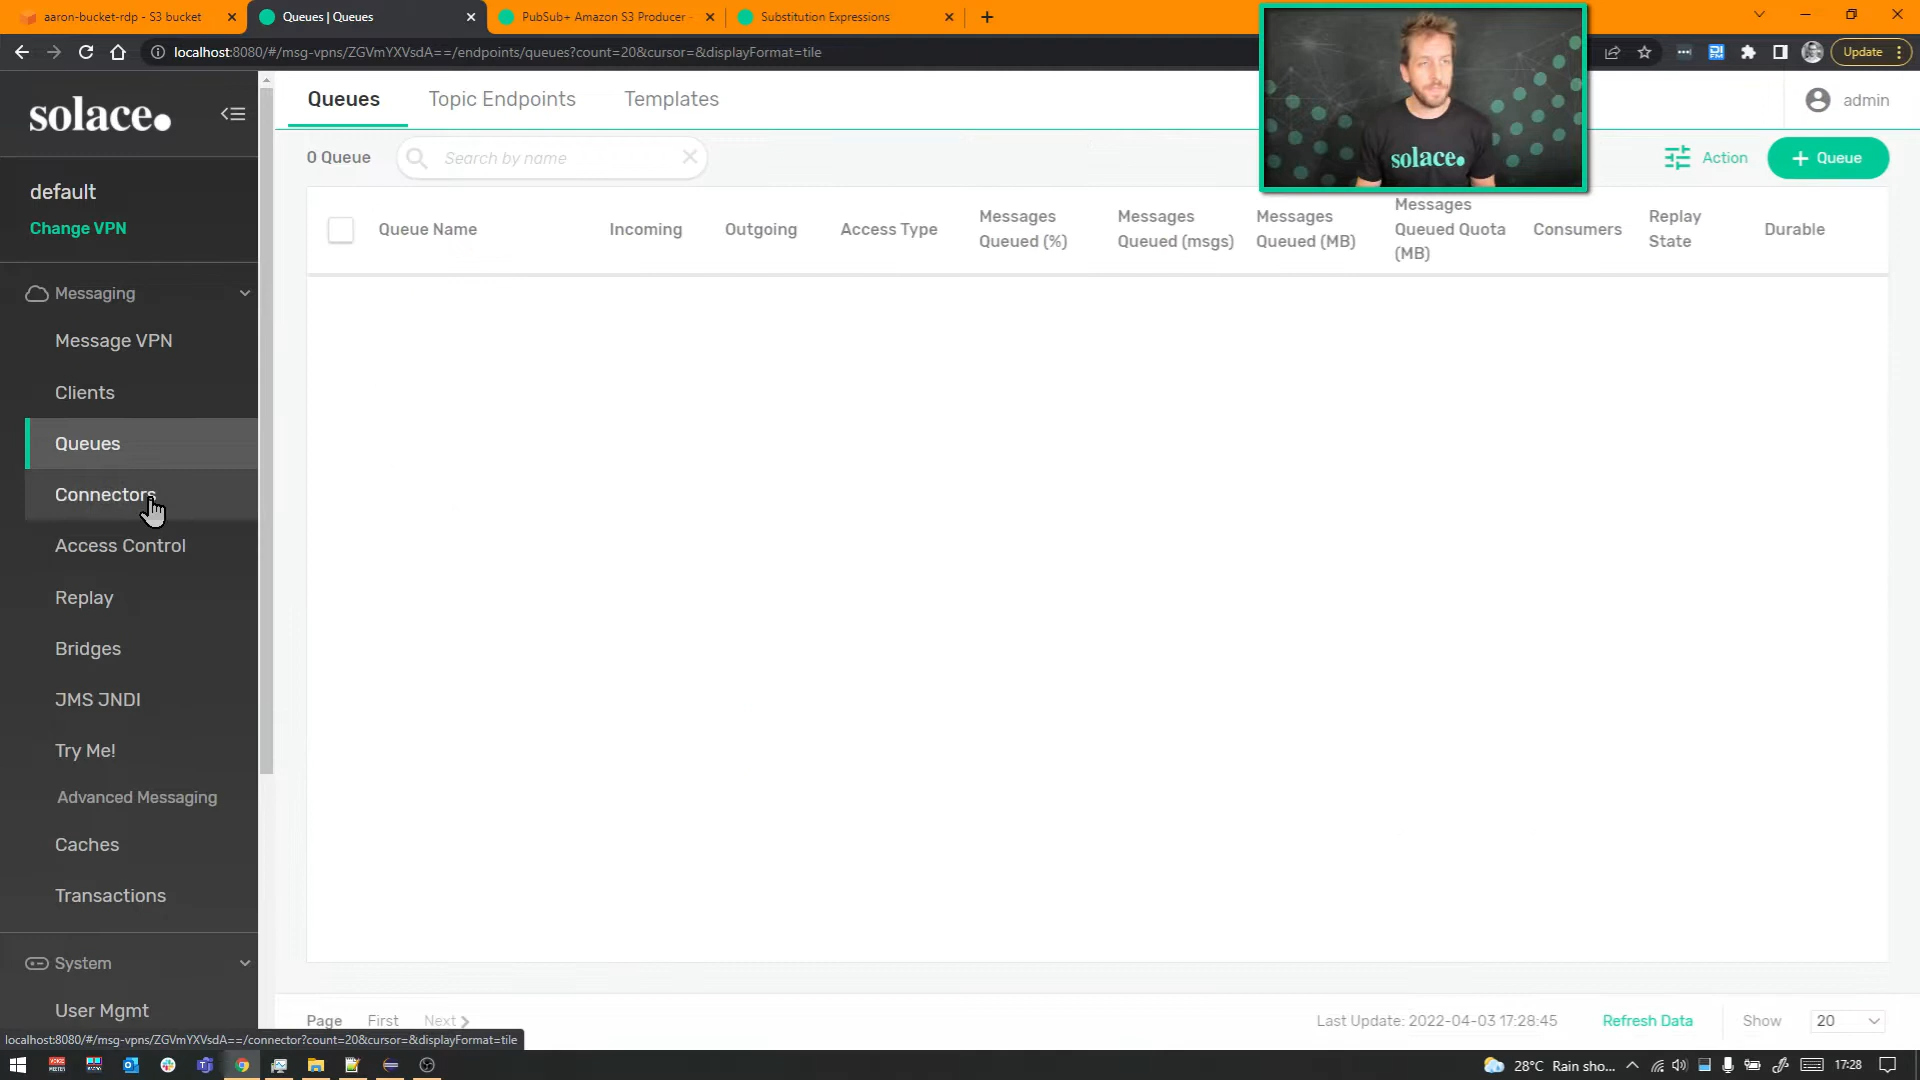 aaron-bucket-rdp - S3 bucket
Queues | Queues
PubSub+ Amazon S3 Producer -
Substitution Expressions
localhost:8080/#/msg-vpns/ZGVmYXVsdA==/endpoints/queues?count=20&cursor=&displayFormat=tile
Update
solace.
default
Change VPN
Messaging
Message VPN
Clients
Queues
Connectors
Access Control
Replay
Bridges
JMS JNDI
Try Me!
Advanced Messaging
Caches
Transactions
System
User Mgmt
Queues Topic Endpoints Templates
solace.
admin
0 Queue
Search by name
Action
+ Queue
Queue Name
Incoming
Outgoing
Access Type
Messages Queued (%)
Messages Queued (msgs)
Messages Queued (MB)
Messages Queued Quota (MB)
Consumers
Replay State
Durable
Page First Next
Last Update: 2022-04-03 17:28:45
Refresh Data
Show 20
localhost:8080/#/msg-vpns/ZGVmYXVsdA==/connector?count=20&cursor=&displayFormat=tile
28°C Rain sho...
17:28